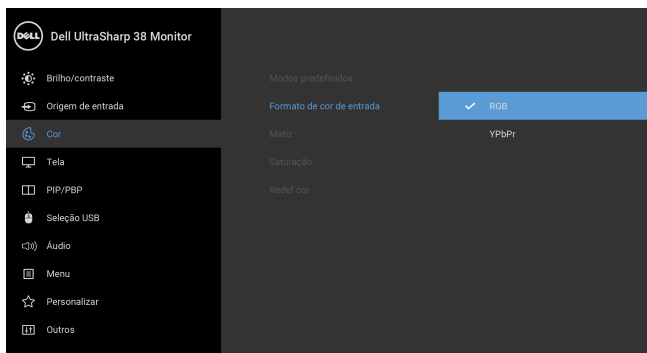 DELL Dell UltraSharp 38 Monitor
Brilho/contraste
Origem de entrada
Cor
Tela
PIP/PBP
Seleção USB
Áudio
Menu
Personalizar
Outros
Modos predefinidos
Formato de cor de entrada
Matiz
Saturação
Redef cor
RGB
YPbPr